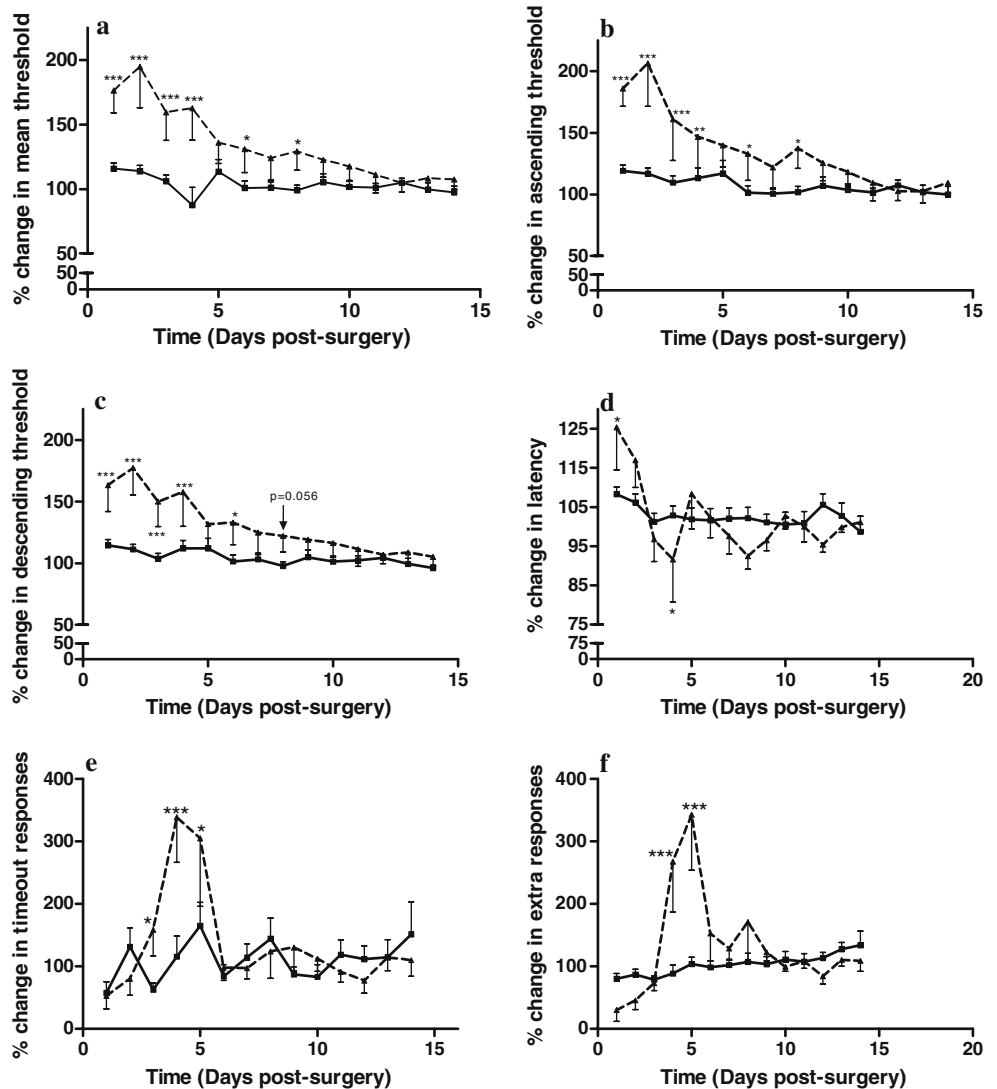 a
% change in mean threshold
200
150
100
50
50
0
*** *** *** *** * *
0 5 10 15
Time (Days post-surgery)
b
% change in ascending threshold
200
150
100
50
50
0
*** *** *** ** * *
0 5 10 15
Time (Days post-surgery)
c
% change in descending threshold
200
150
100
50
50
0
*** *** *** *** *
p=0.056
0 5 10 15
Time (Days post-surgery)
d
% change in latency
125
115
105
95
85
75
75
0
* *
0 5 10 15 20
Time (Days post-surgery)
e
% change in timeout responses
400
300
200
100
0
* *** *
0 5 10 15
Time (Days post-surgery)
f
% change in extra responses
400
300
200
100
0
*** ***
0 5 10 15 20
Time (Days post-surgery)